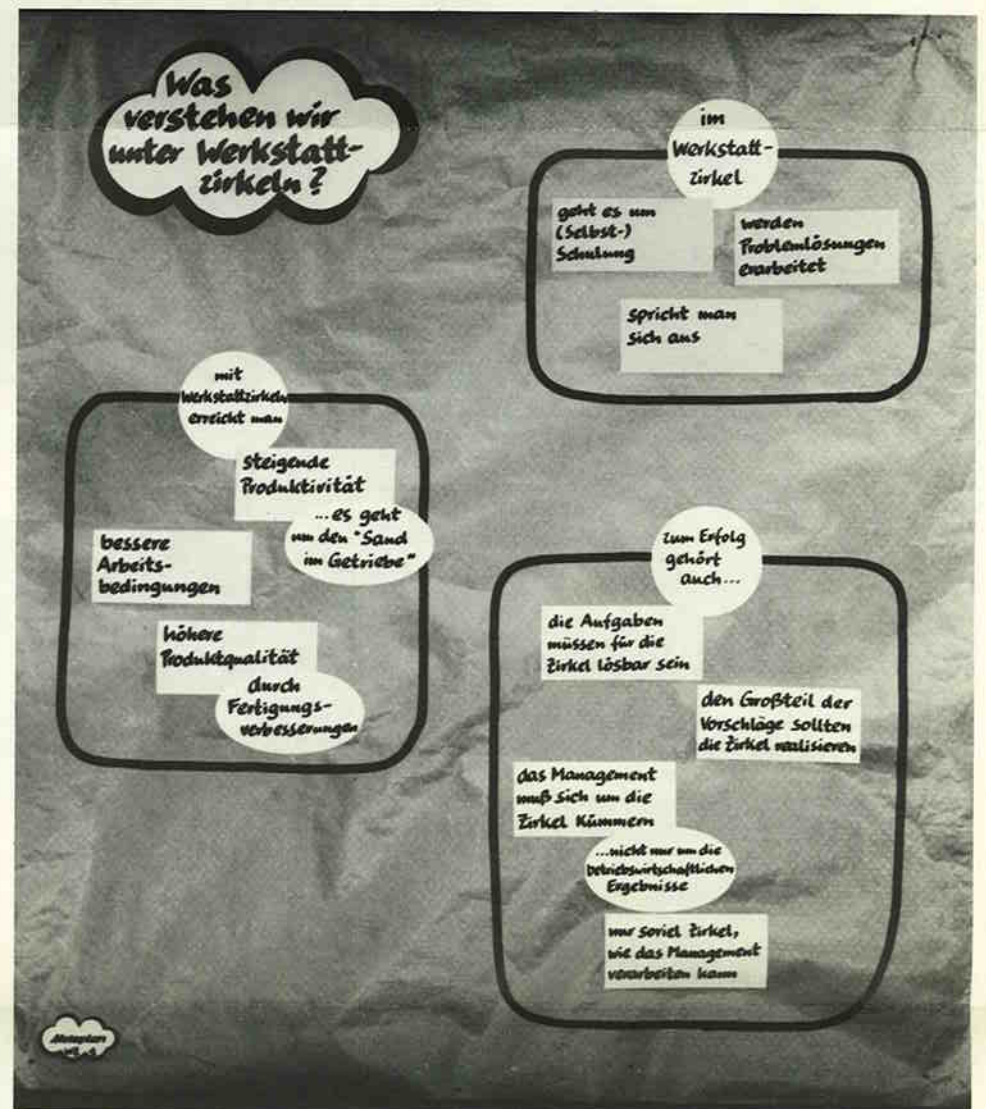 Was
verstehen wir
unter Werkstatt-
zirkeln?
im
Werkstatt-
zirkel
geht es um
(Selbst-)
Schulung
werden
Problemlösungen
erarbeitet
spricht man
sich aus
mit
Werkstattzirkeln
erreicht man
steigende
Produktivität
...es geht
um den "Sand
im Getriebe"
bessere
Arbeits-
bedingungen
höhere
Produktqualität
durch
Fertigungs-
verbesserungen
zum Erfolg
gehört
auch...
die Aufgaben
müssen für die
Zirkel lösbar sein
den Großteil der
Vorschläge sollten
die Zirkel realisieren
das Management
muß sich um die
Zirkel kümmern
...nicht nur um die
betriebswirtschaftlichen
Ergebnisse
nur soviel Zirkel,
wie das Management
verarbeiten kann
Metaplan